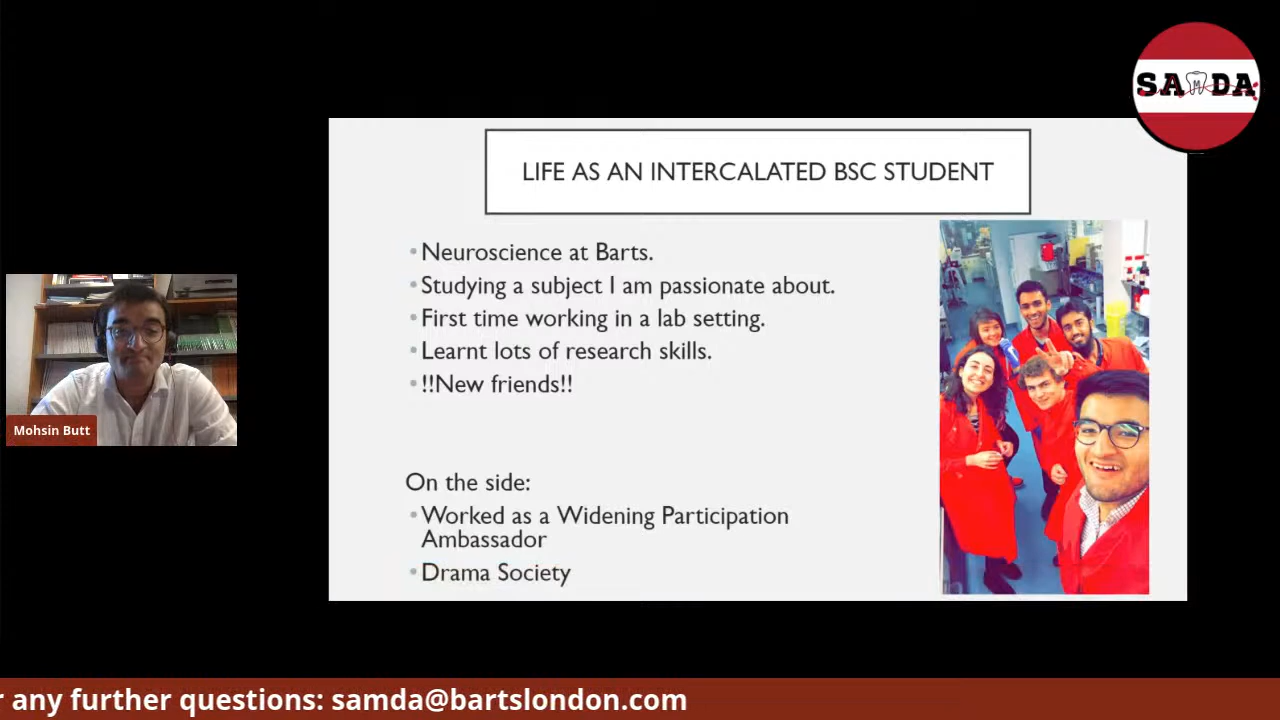 SAMDA
LIFE AS AN INTERCALATED BSC STUDENT
•Neuroscience at Barts.
•Studying a subject I am passionate about.
•First time working in a lab setting.
•Learnt lots of research skills.
•!!New friends!!
Mohsin Butt
On the side:
•Worked as a Widening Participation
Ambassador
•Drama Society
r any further questions: samda@bartslondon.com